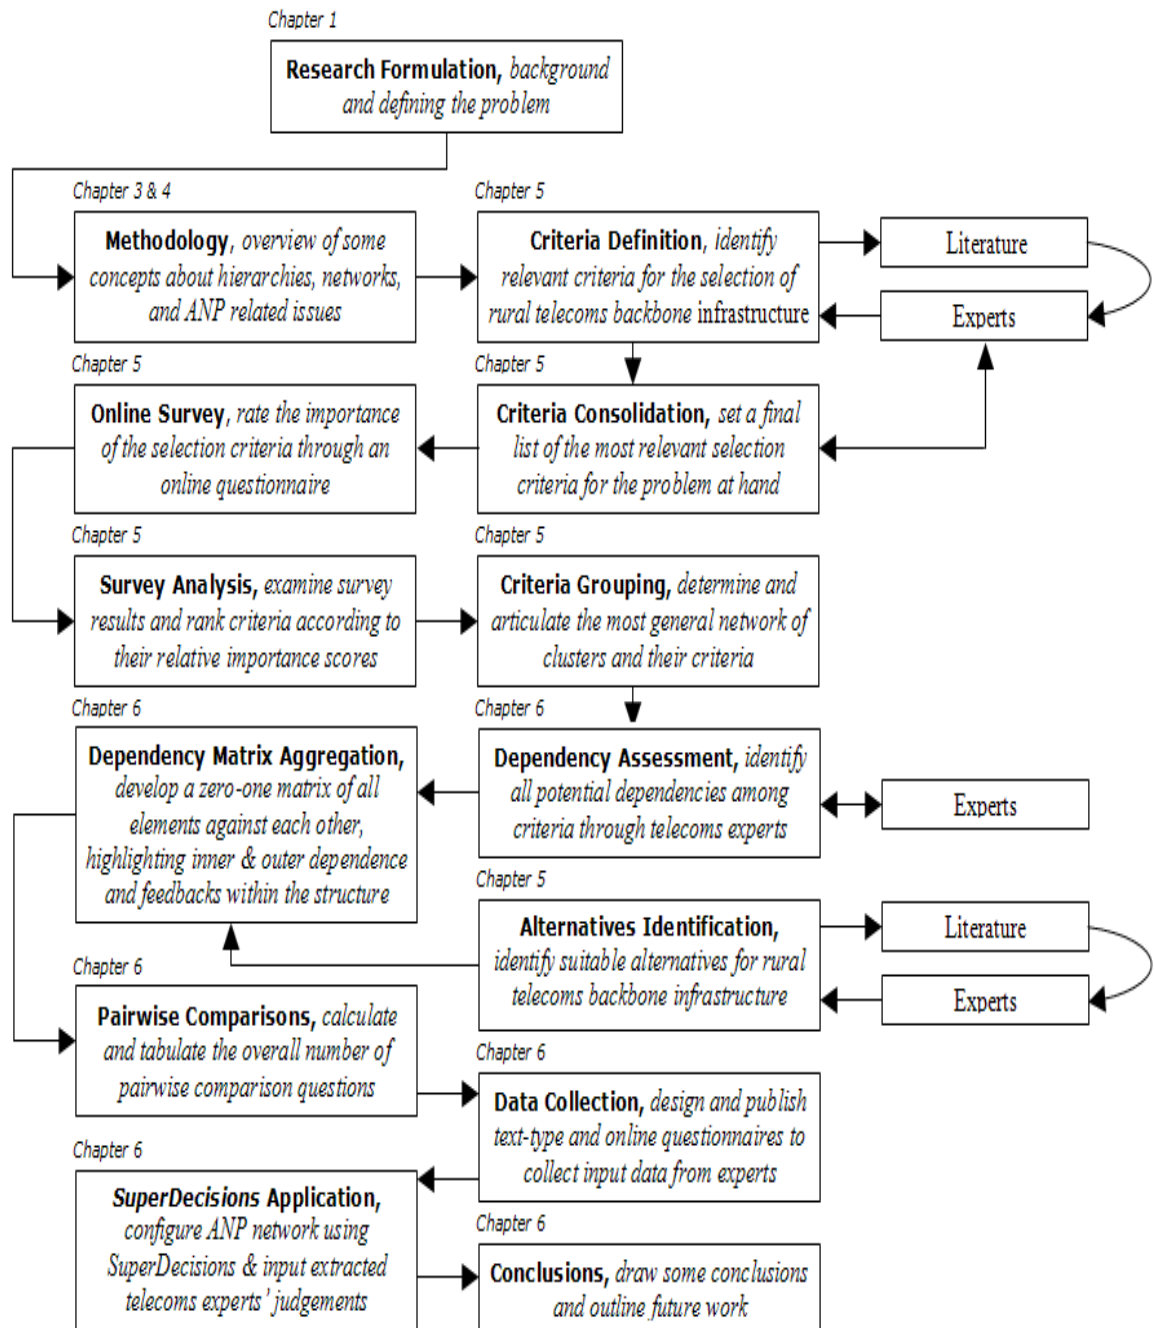 Chapter 1
Research Formulation, background
and defining the problem
Chapter 3 & 4
Methodology, overview of some
concepts about hierarchies, networks,
and ANP related issues
Chapter 5
Criteria Definition, identify
relevant criteria for the selection of
rural telecoms backbone infrastructure
Literature
Experts
Chapter 5
Online Survey, rate the importance
of the selection criteria through an
online questionnaire
Chapter 5
Criteria Consolidation, set a final
list of the most relevant selection
criteria for the problem at hand
Chapter 5
Survey Analysis, examine survey
results and rank criteria according to
their relative importance scores
Chapter 5
Criteria Grouping, determine and
articulate the most general network of
clusters and their criteria
Chapter 6
Dependency Matrix Aggregation,
develop a zero-one matrix of all
elements against each other,
highlighting inner & outer dependence
and feedbacks within the structure
Chapter 6
Dependency Assessment, identify
all potential dependencies among
criteria through telecoms experts
Experts
Chapter 5
Alternatives Identification,
identify suitable alternatives for rural
telecoms backbone infrastructure
Literature
Experts
Chapter 6
Pairwise Comparisons, calculate
and tabulate the overall number of
pairwise comparison questions
Chapter 6
Data Collection, design and publish
text-type and online questionnaires to
collect input data from experts
Chapter 6
SuperDecisions Application,
configure ANP network using
SuperDecisions & input extracted
telecoms experts' judgements
Chapter 6
Conclusions, draw some conclusions
and outline future work